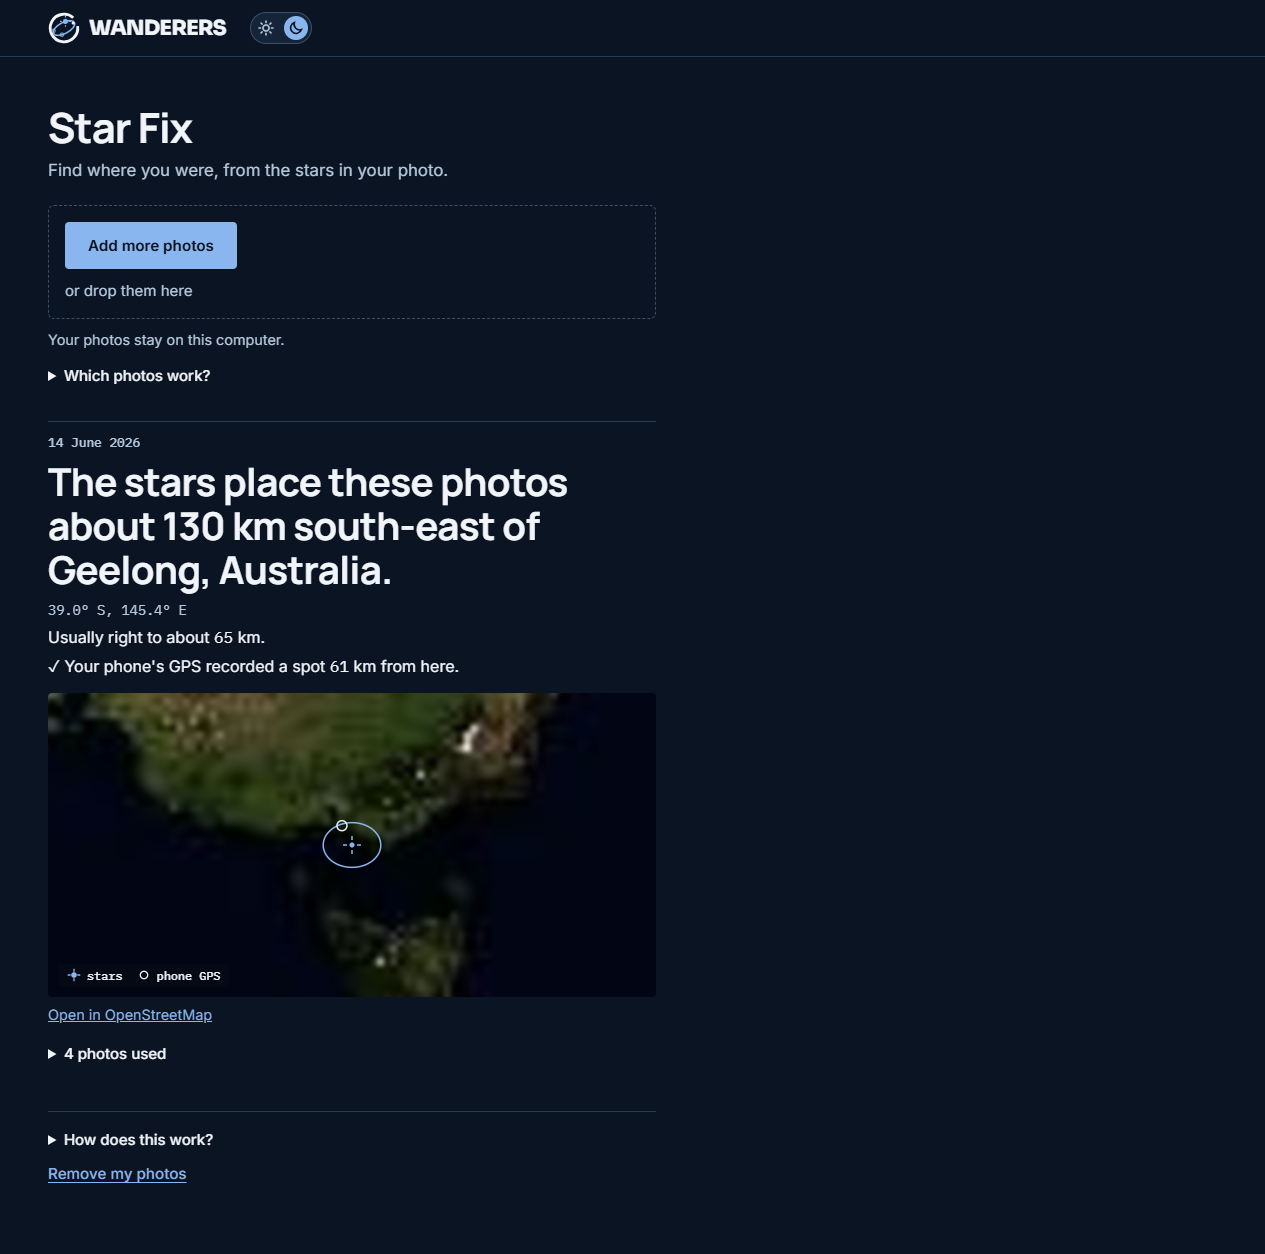 WANDERERS
Star Fix
Find where you were, from the stars in your photo.
Add more photos
or drop them here
Your photos stay on this computer.
Which photos work?
14 June 2026
The stars place these photos
about 130 km south-east of
Geelong, Australia.
39.0° S, 145.4° E
Usually right to about 65 km.
✓ Your phone's GPS recorded a spot 61 km from here.
stars phone GPS
Open in OpenStreetMap
4 photos used
How does this work?
Remove my photos